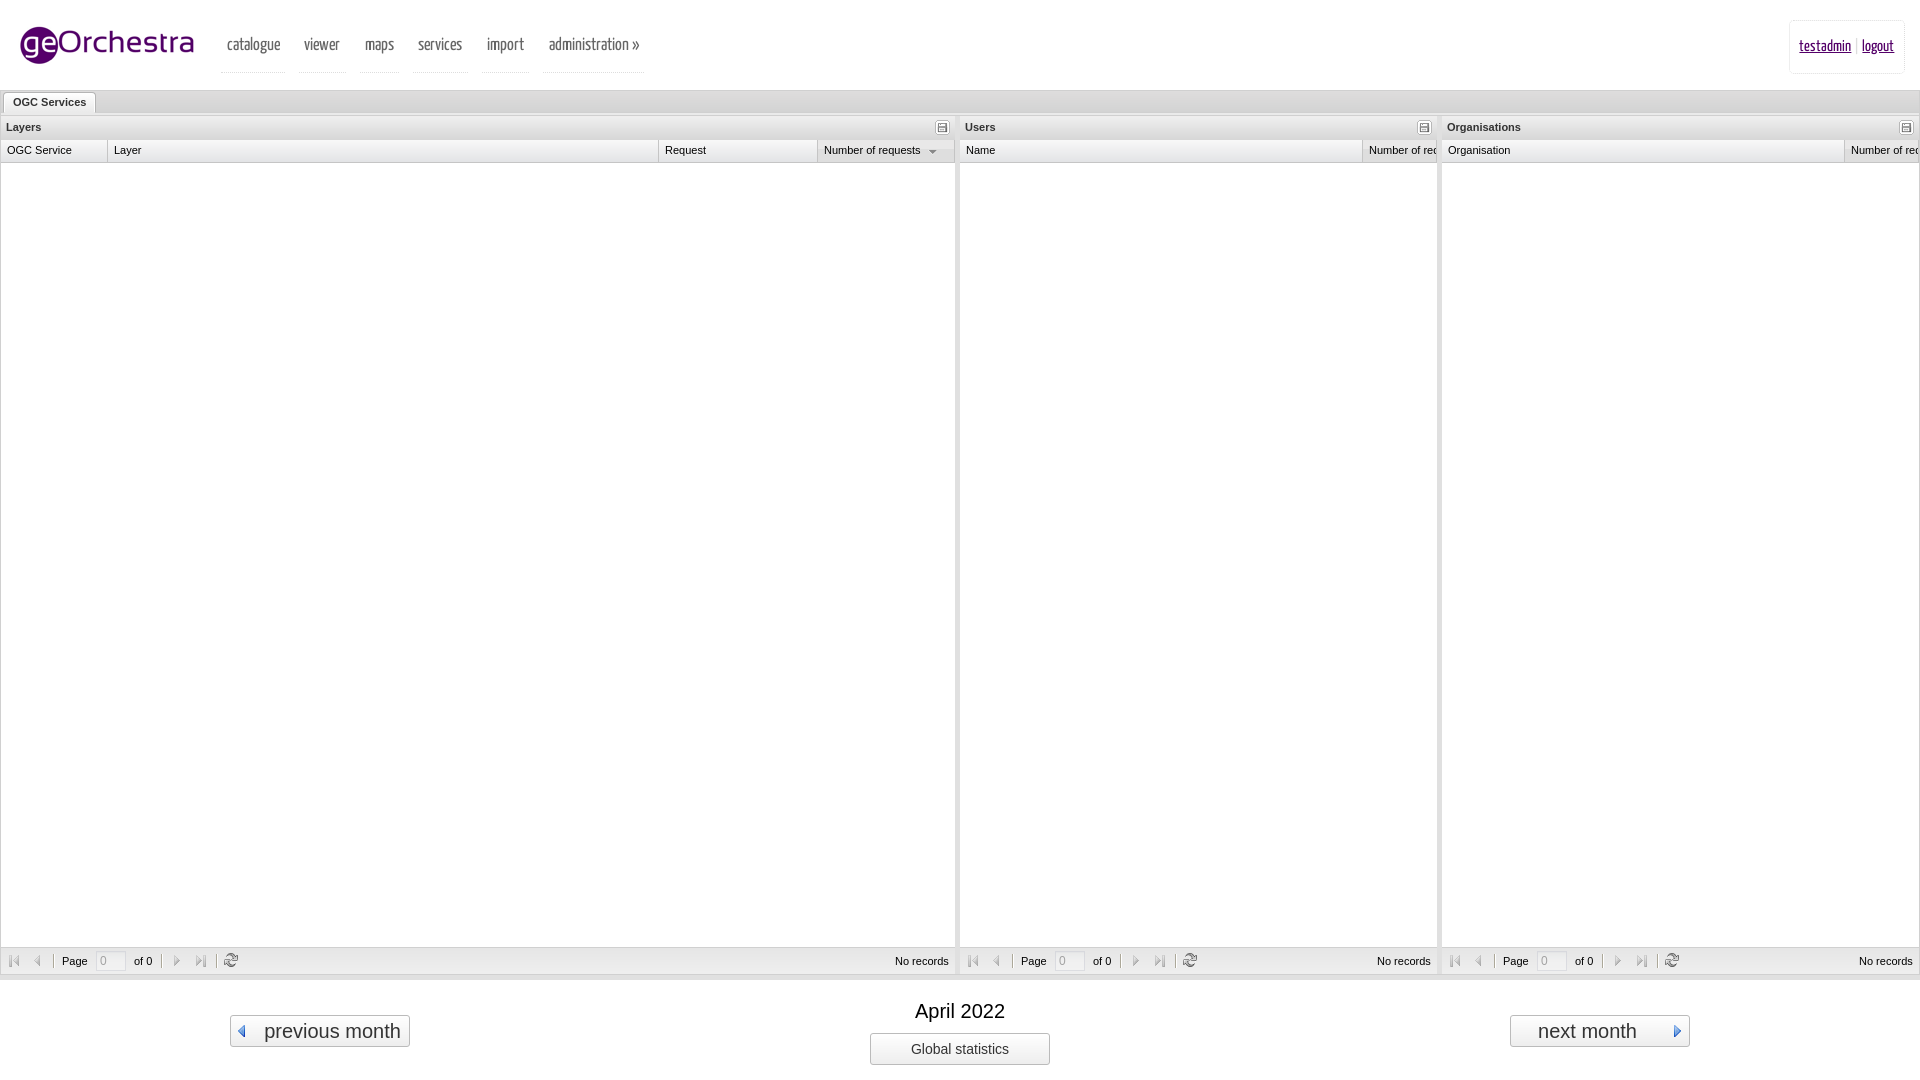 geOrchestra
catalogue viewer maps services import administration »
testadmin logout
OGC Services
Layers Users Organisations
OGC Service Layer Request Number of requests Name Number of rec Organisation Number of rec
Page 0 of 0 No records Page 0 of 0 No records Page 0 of 0 No records
previous month April 2022 next month
Global statistics